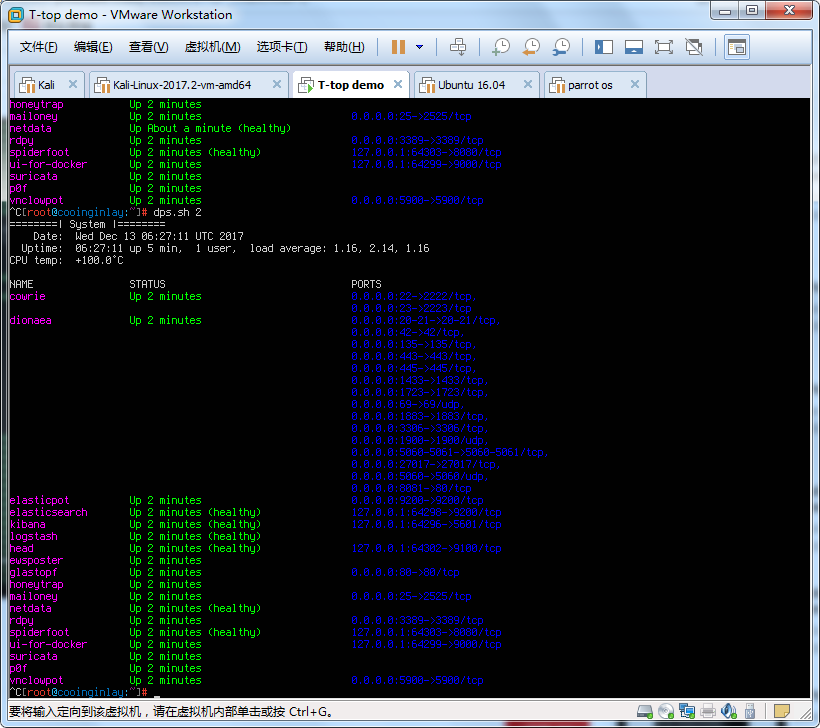 T-top demo - VMware Workstation
文件(F) 编辑(E) 查看(V) 虚拟机(M) 选项卡(T) 帮助(H)
Kali Kali-Linux-2017.2-vm-amd64 T-top demo Ubuntu 16.04 parrot os
honeytrap Up 2 minutes
mailoney Up 2 minutes 0.0.0.0:25->2525/tcp
netdata Up About a minute (healthy)
rdpy Up 2 minutes 0.0.0.0:3389->3389/tcp
spiderfoot Up 2 minutes (healthy) 127.0.0.1:64303->8080/tcp
ui-for-docker Up 2 minutes 127.0.0.1:64299->9000/tcp
suricata Up 2 minutes
p0f Up 2 minutes
vnclowpot Up 2 minutes 0.0.0.0:5900->5900/tcp
^C[root@cooinginlay:~]# dps.sh 2
========| System |========
Date: Wed Dec 13 06:27:11 UTC 2017
Uptime: 06:27:11 up 5 min, 1 user, load average: 1.16, 2.14, 1.16
CPU temp: +100.0°C
NAME STATUS PORTS
cowrie Up 2 minutes 0.0.0.0:22->2222/tcp,
0.0.0.0:23->2223/tcp
dionaea Up 2 minutes 0.0.0.0:20-21->20-21/tcp,
0.0.0.0:42->42/tcp,
0.0.0.0:135->135/tcp,
0.0.0.0:443->443/tcp,
0.0.0.0:445->445/tcp,
0.0.0.0:1433->1433/tcp,
0.0.0.0:1723->1723/tcp,
0.0.0.0:69->69/udp,
0.0.0.0:1883->1883/tcp,
0.0.0.0:3306->3306/tcp,
0.0.0.0:1900->1900/udp,
0.0.0.0:5060-5061->5060-5061/tcp,
0.0.0.0:27017->27017/tcp,
0.0.0.0:5060->5060/udp,
0.0.0.0:8081->80/tcp
elasticpot Up 2 minutes 0.0.0.0:9200->9200/tcp
elasticsearch Up 2 minutes (healthy) 127.0.0.1:64298->9200/tcp
kibana Up 2 minutes (healthy) 127.0.0.1:64296->5601/tcp
logstash Up 2 minutes (healthy)
head Up 2 minutes (healthy) 127.0.0.1:64302->9100/tcp
ewsposter Up 2 minutes
glastopf Up 2 minutes 0.0.0.0:80->80/tcp
honeytrap Up 2 minutes
mailoney Up 2 minutes 0.0.0.0:25->2525/tcp
netdata Up 2 minutes (healthy)
rdpy Up 2 minutes 0.0.0.0:3389->3389/tcp
spiderfoot Up 2 minutes (healthy) 127.0.0.1:64303->8080/tcp
ui-for-docker Up 2 minutes 127.0.0.1:64299->9000/tcp
suricata Up 2 minutes
p0f Up 2 minutes
vnclowpot Up 2 minutes 0.0.0.0:5900->5900/tcp
^C[root@cooinginlay:~]# _
要将输入定向到该虚拟机，请在虚拟机内部单击或按 Ctrl+G。